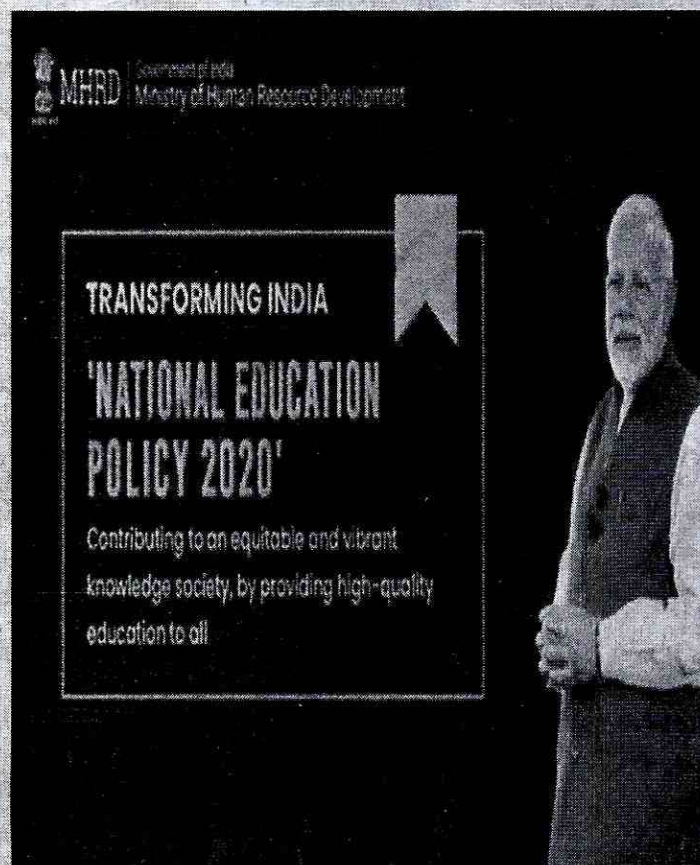 MHRD
Government of India
Ministry of Human Resource Development
TRANSFORMING INDIA
'NATIONAL EDUCATION
POLICY 2020'
Contributing to an equitable and vibrant
knowledge society, by providing high-quality
education to all